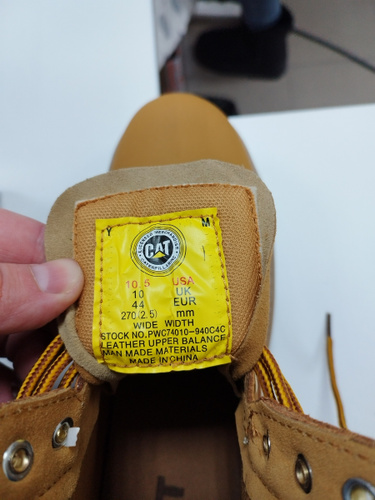 Y M
CAT
10.5 USA
10 UK
44 EUR
270(2.5) mm
WIDE WIDTH
STOCK NO.PWC74010-940C4C
LEATHER UPPER BALANCE
MAN MADE MATERIALS
MADE IN CHINA